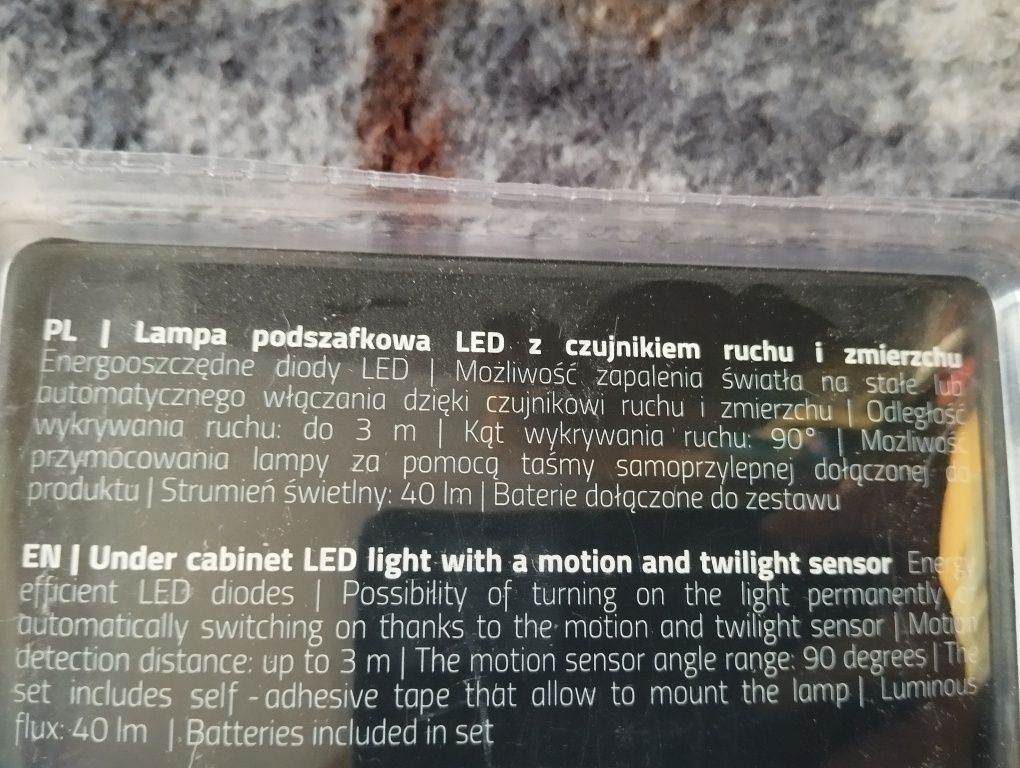 PL | Lampa podszafkowa LED z czujnikiem ruchu i zmierzchu
Energooszczędne diody LED | Możliwość zapalenia światła na stałe lub
automatycznego włączania dzięki czujnikowi ruchu i zmierzchu | Odległość
wykrywania ruchu: do 3 m | Kąt wykrywania ruchu: 90° | Możliwość
przymocowania lampy za pomocą taśmy samoprzylepnej dołączonej do
produktu | Strumień świetlny: 40 lm | Baterie dołączone do zestawu
EN | Under cabinet LED light with a motion and twilight sensor Energy
efficient LED diodes | Possibility of turning on the light permanently or
automatically switching on thanks to the motion and twilight sensor | Motion
detection distance: up to 3 m | The motion sensor angle range: 90 degrees | The
set includes self - adhesive tape that allow to mount the lamp | Luminous
flux: 40 lm | Batteries included in set